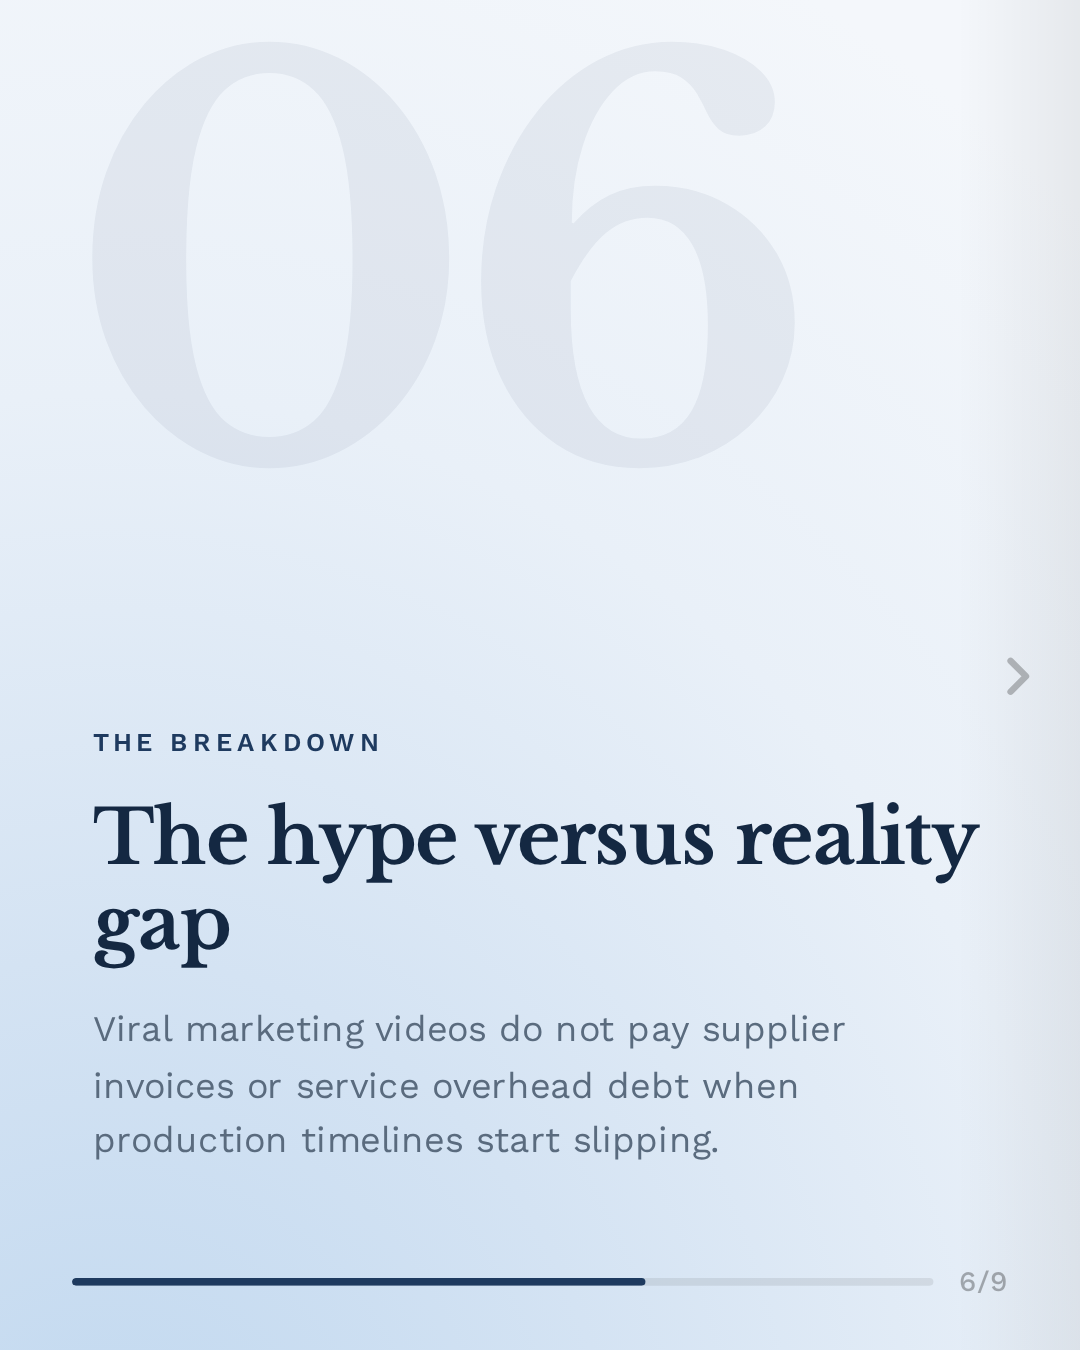 06
THE BREAKDOWN
The hype versus reality
gap
Viral marketing videos do not pay supplier
invoices or service overhead debt when
production timelines start slipping.
6/9